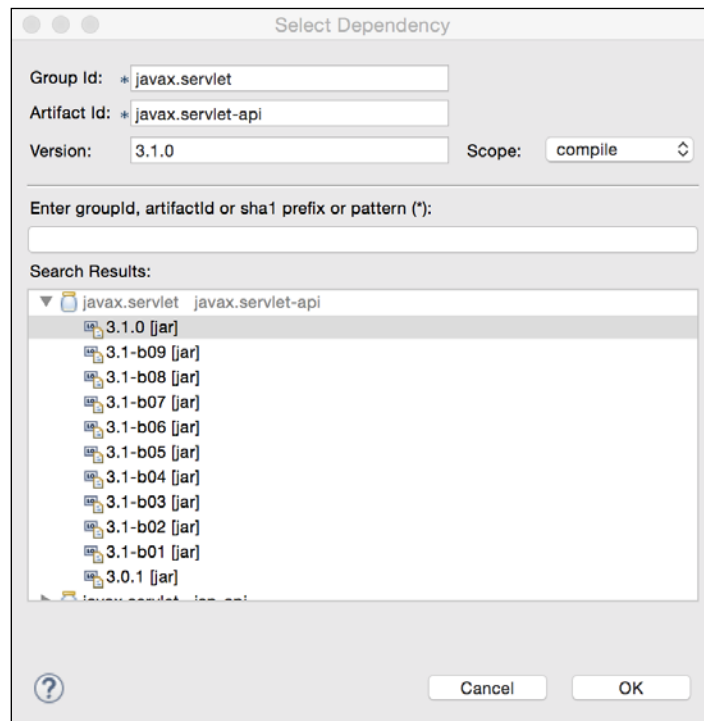 Select Dependency
Group Id: * javax.servlet
Artifact Id: * javax.servlet-api
Version: 3.1.0 Scope: compile
Enter groupId, artifactId or sha1 prefix or pattern (*):
Search Results:
javax.servlet javax.servlet-api
3.1.0 [jar]
3.1-b09 [jar]
3.1-b08 [jar]
3.1-b07 [jar]
3.1-b06 [jar]
3.1-b05 [jar]
3.1-b04 [jar]
3.1-b03 [jar]
3.1-b02 [jar]
3.1-b01 [jar]
3.0.1 [jar]
javax.servlet jsp-api
? Cancel OK